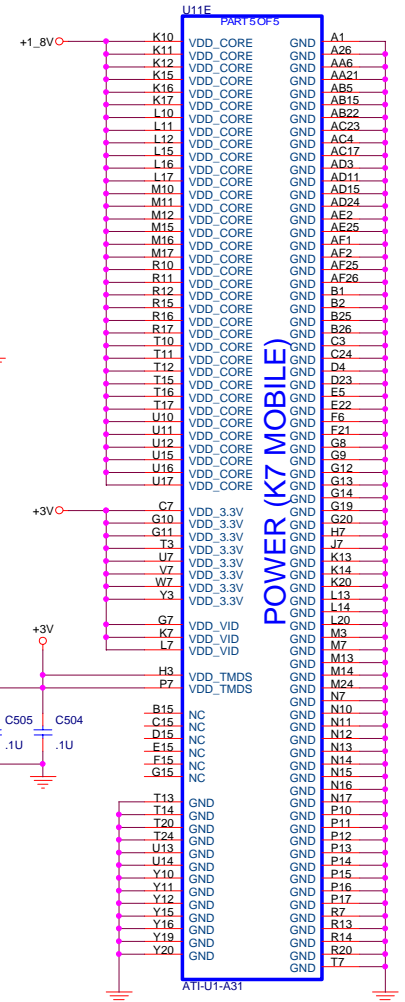 U11E
PART 5 OF 5
+1_8V
K10 VDD_CORE
K11 VDD_CORE
K12 VDD_CORE
K15 VDD_CORE
K16 VDD_CORE
K17 VDD_CORE
L10 VDD_CORE
L11 VDD_CORE
L12 VDD_CORE
L15 VDD_CORE
L16 VDD_CORE
L17 VDD_CORE
M10 VDD_CORE
M11 VDD_CORE
M12 VDD_CORE
M15 VDD_CORE
M16 VDD_CORE
M17 VDD_CORE
R10 VDD_CORE
R11 VDD_CORE
R12 VDD_CORE
R15 VDD_CORE
R16 VDD_CORE
R17 VDD_CORE
T10 VDD_CORE
T11 VDD_CORE
T12 VDD_CORE
T15 VDD_CORE
T16 VDD_CORE
T17 VDD_CORE
U10 VDD_CORE
U11 VDD_CORE
U12 VDD_CORE
U15 VDD_CORE
U16 VDD_CORE
U17 VDD_CORE
+3V
C7 VDD_3.3V
G10 VDD_3.3V
G11 VDD_3.3V
T3 VDD_3.3V
U7 VDD_3.3V
V7 VDD_3.3V
W7 VDD_3.3V
Y3 VDD_3.3V
G7 VDD_VID
K7 VDD_VID
L7 VDD_VID
+3V
H3 VDD_TMDS
P7 VDD_TMDS
C505
.1U
C504
.1U
B15 NC
C15 NC
D15 NC
E15 NC
F15 NC
G15 NC
T13 GND
T14 GND
T20 GND
T24 GND
U13 GND
U14 GND
Y10 GND
Y11 GND
Y12 GND
Y15 GND
Y16 GND
Y19 GND
Y20 GND
POWER (K7 MOBILE)
GND A1
GND A26
GND AA6
GND AA21
GND AB5
GND AB15
GND AB22
GND AC23
GND AC4
GND AC17
GND AD3
GND AD11
GND AD15
GND AD24
GND AE2
GND AE25
GND AF1
GND AF2
GND AF25
GND AF26
GND B1
GND B2
GND B25
GND B26
GND C3
GND C24
GND D4
GND D23
GND E5
GND E22
GND F6
GND F21
GND G8
GND G9
GND G12
GND G13
GND G14
GND G19
GND G20
GND H7
GND J7
GND K13
GND K14
GND K20
GND L13
GND L14
GND L20
GND M3
GND M7
GND M13
GND M14
GND M24
GND N7
GND N10
GND N11
GND N12
GND N13
GND N14
GND N15
GND N16
GND N17
GND P10
GND P11
GND P12
GND P13
GND P14
GND P15
GND P16
GND P17
GND R7
GND R13
GND R14
GND R20
GND T7
ATI-U1-A31